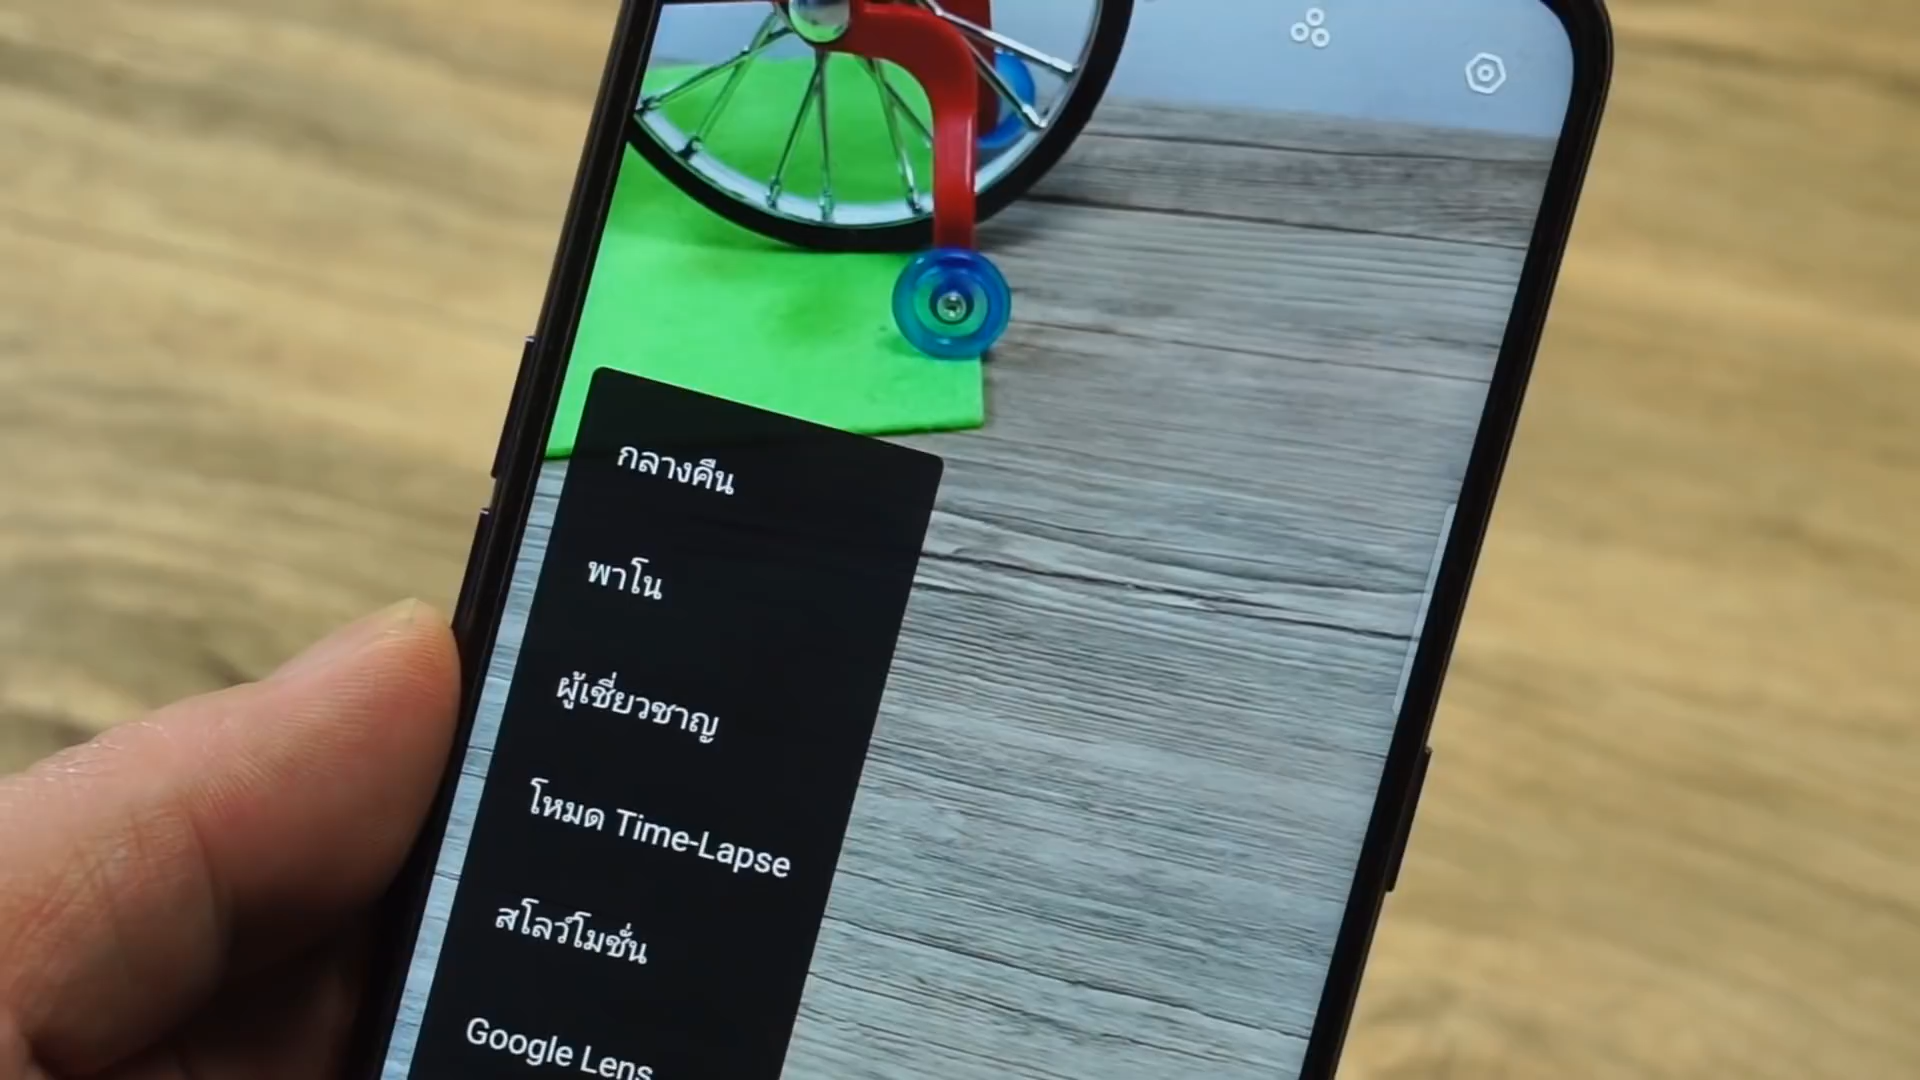 กลางคืน
พาโน
ผู้เชี่ยวชาญ
โหมด Time-Lapse
สโลว์โมชั่น
Google Lens